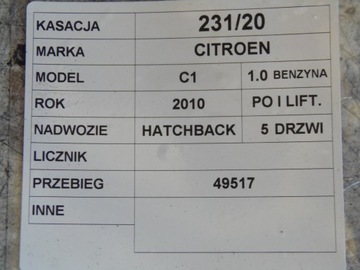 KASACJA 231/20
MARKA CITROEN
MODEL C1 1.0 BENZYNA
ROK 2010 PO I LIFT.
NADWOZIE HATCHBACK 5 DRZWI
LICZNIK
PRZEBIEG 49517
INNE